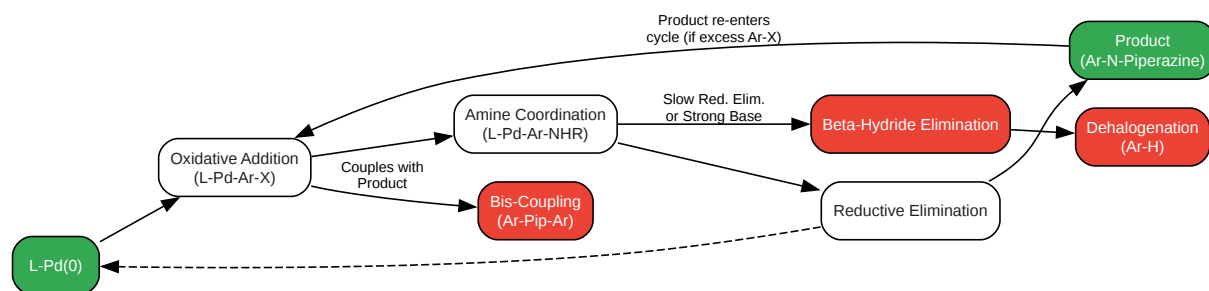 Product re-enters
cycle (if excess Ar-X)
Product
(Ar-N-Piperazine)
Amine Coordination
(L-Pd-Ar-NHR)
Slow Red. Elim.
or Strong Base
Beta-Hydride Elimination
Dehalogenation
(Ar-H)
Oxidative Addition
(L-Pd-Ar-X)
Couples with
Product
Bis-Coupling
(Ar-Pip-Ar)
Reductive Elimination
L-Pd(0)